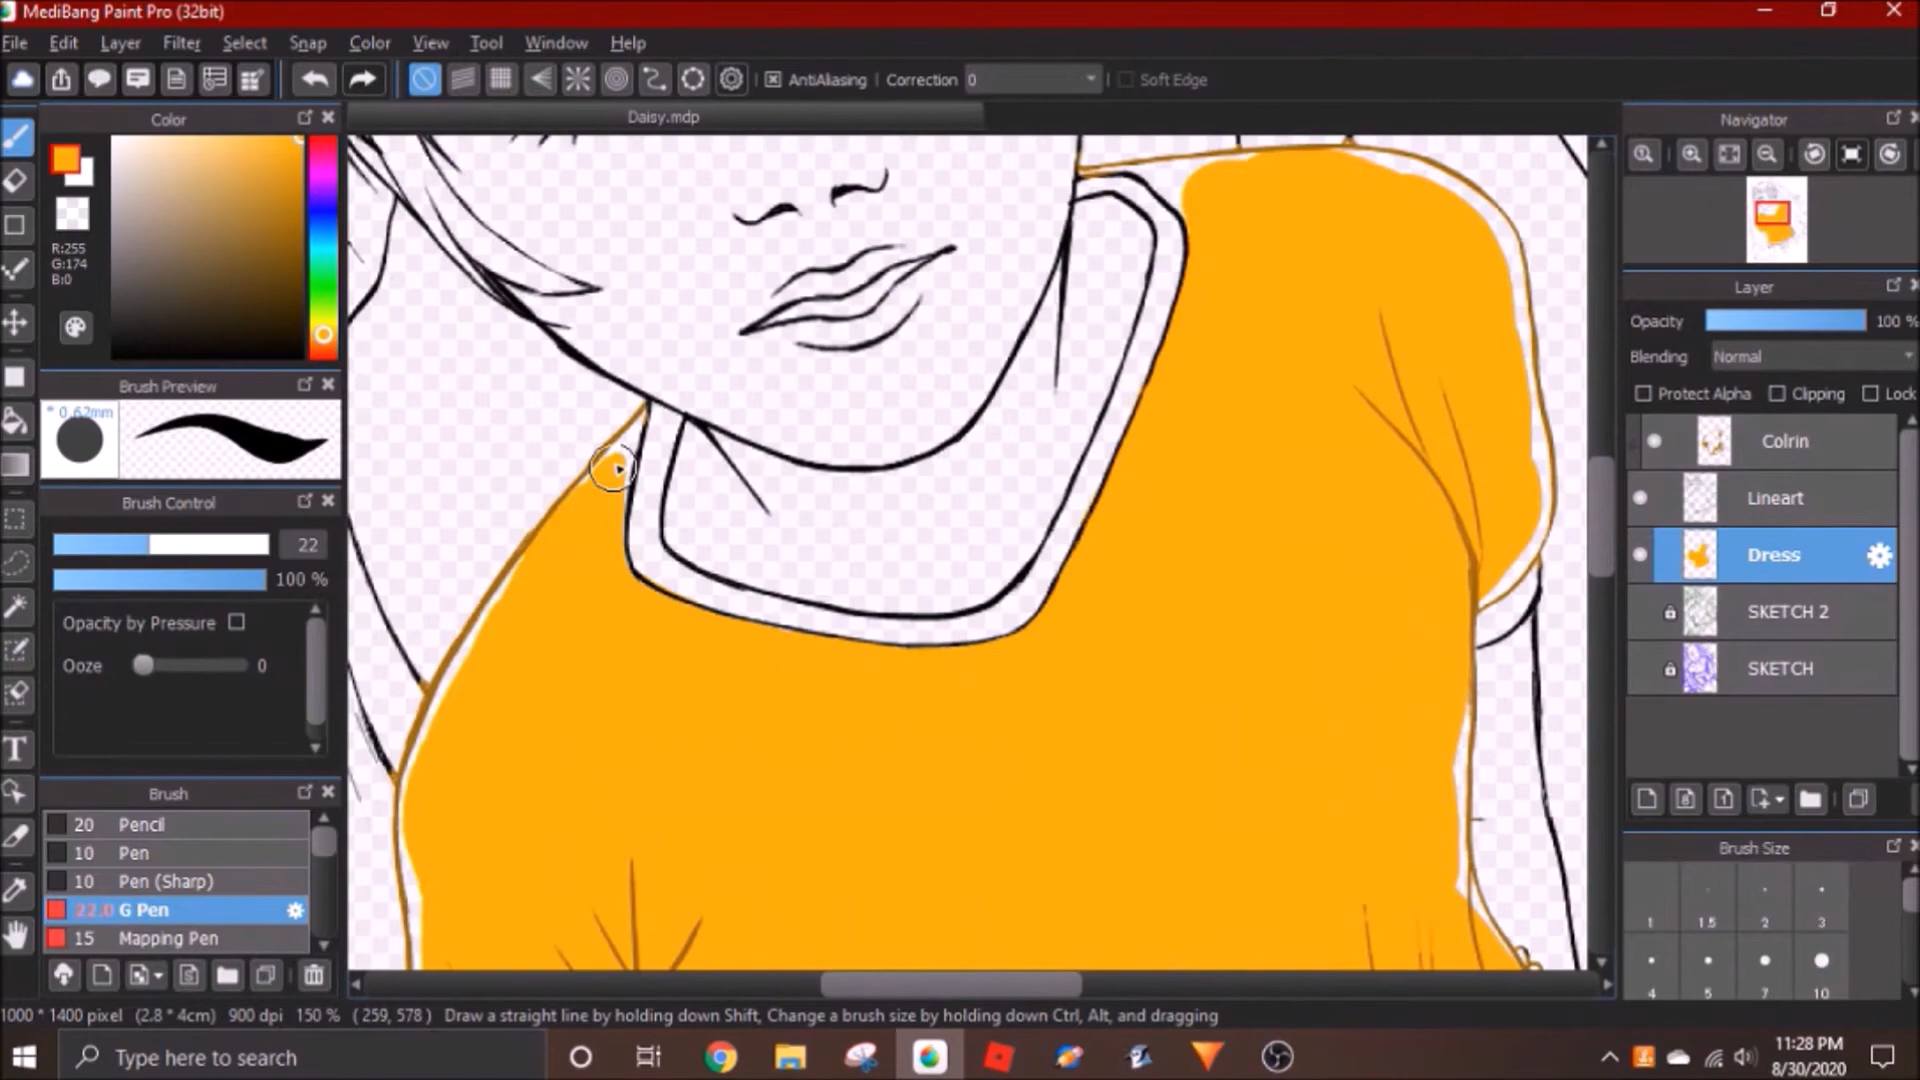 MediBang Paint Pro (32bit)
File Edit Layer Filter Select Snap Color View Tool Window Help
AntiAliasing Correction 0 Soft Edge
Color
Daisy.mdp
Navigator
R:255
G:174
B:0
Layer
Opacity 100 %
Blending Normal
Protect Alpha Clipping Lock
Brush Preview
* 0.62mm
Colrin
Lineart
Dress
SKETCH 2
SKETCH
Brush Control
22
100 %
Opacity by Pressure
Ooze 0
Brush
20 Pencil
10 Pen
10 Pen (Sharp)
22.0 G Pen
15 Mapping Pen
Brush Size
1 1.5 2 3
4 5 7 10
1000 * 1400 pixel (2.8 * 4cm) 900 dpi 150 % ( 259, 578 ) Draw a straight line by holding down Shift, Change a brush size by holding down Ctrl, Alt, and dragging
Type here to search
11:28 PM
8/30/2020